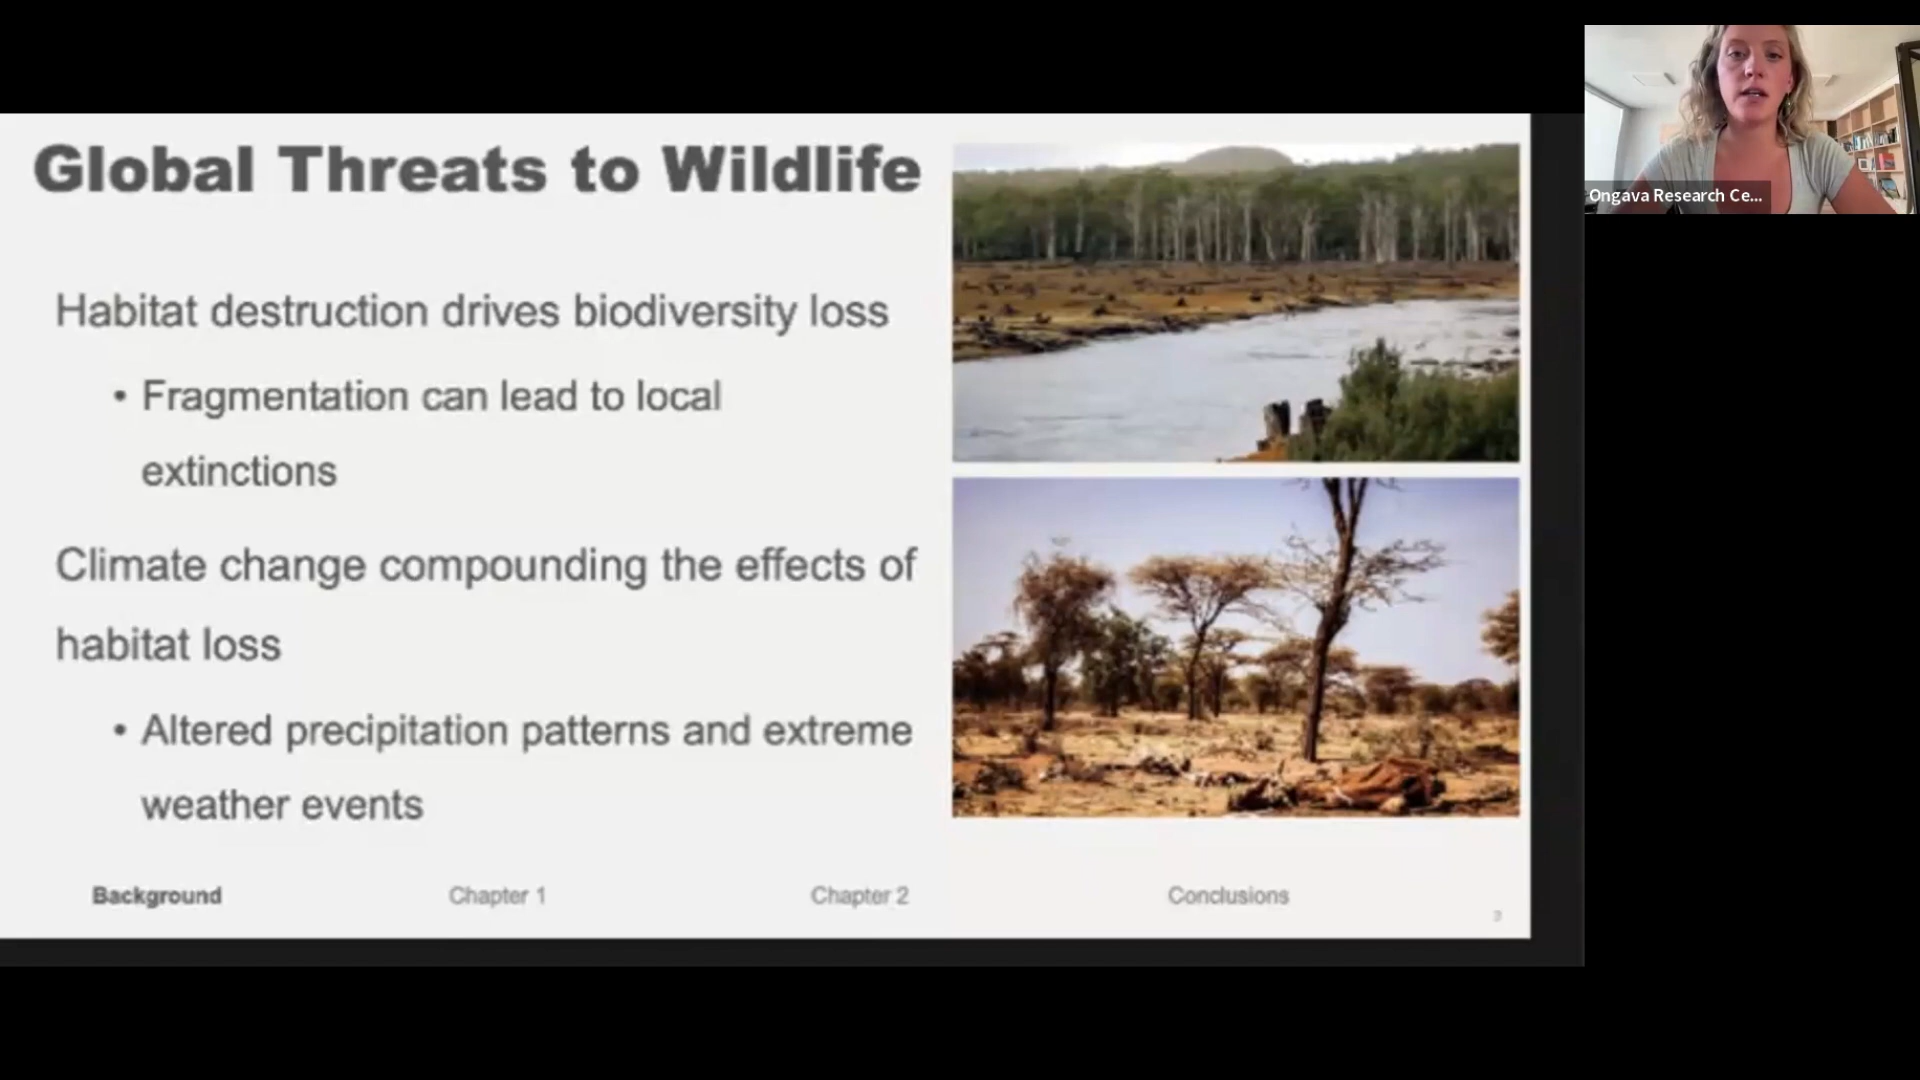 Global Threats to Wildlife
Habitat destruction drives biodiversity loss
• Fragmentation can lead to local
extinctions
Climate change compounding the effects of
habitat loss
• Altered precipitation patterns and extreme
weather events
Background Chapter 1 Chapter 2 Conclusions
Ongava Research Ce...